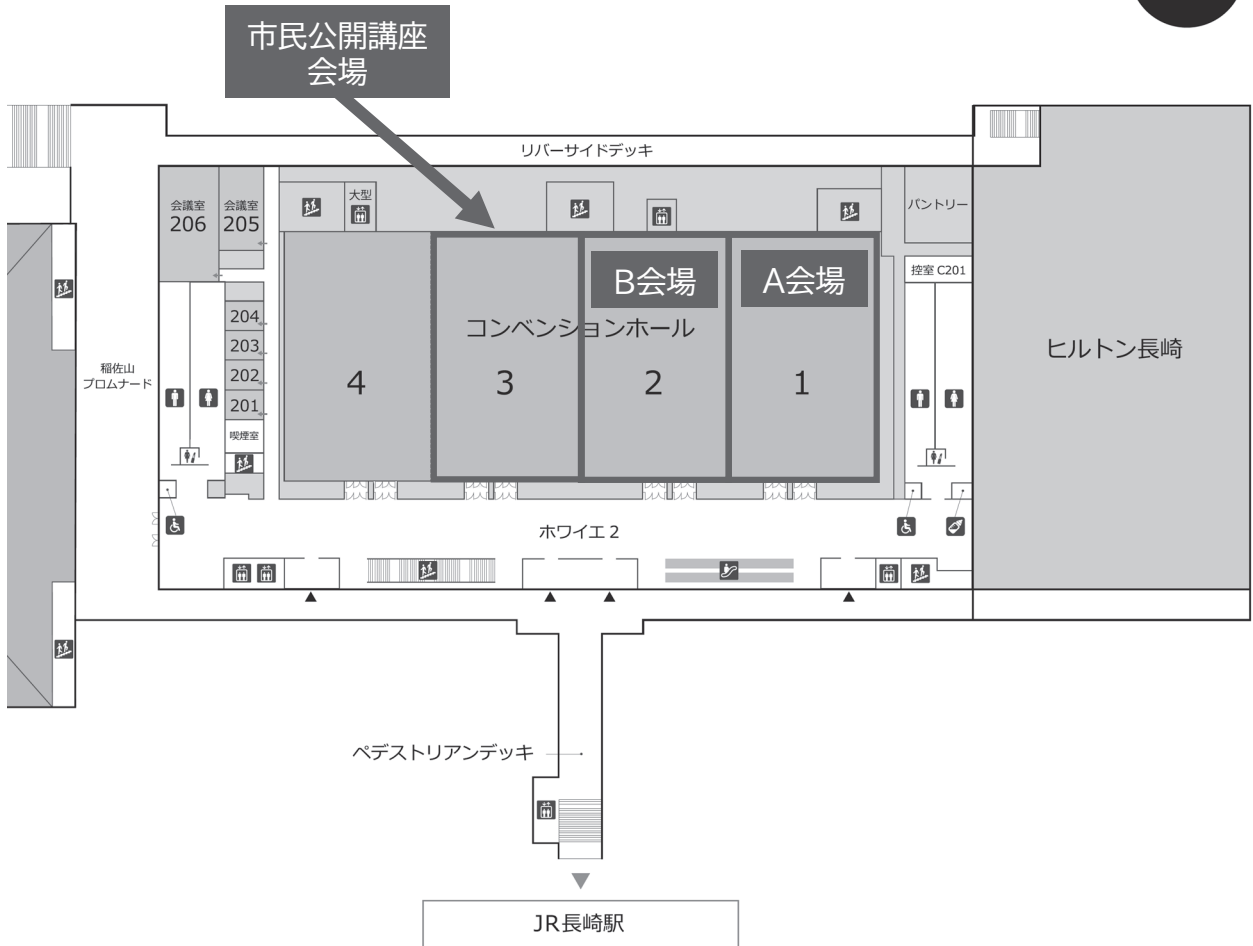 市民公開講座
会場
リバーサイドデッキ
会議室
206
会議室
205
大型
パントリー
B会場
A会場
控室 C201
204
203
202
201
喫煙室
コンベンションホール
4
3
2
1
稲佐山
プロムナード
ヒルトン長崎
ホワイエ 2
ペデストリアンデッキ
JR長崎駅